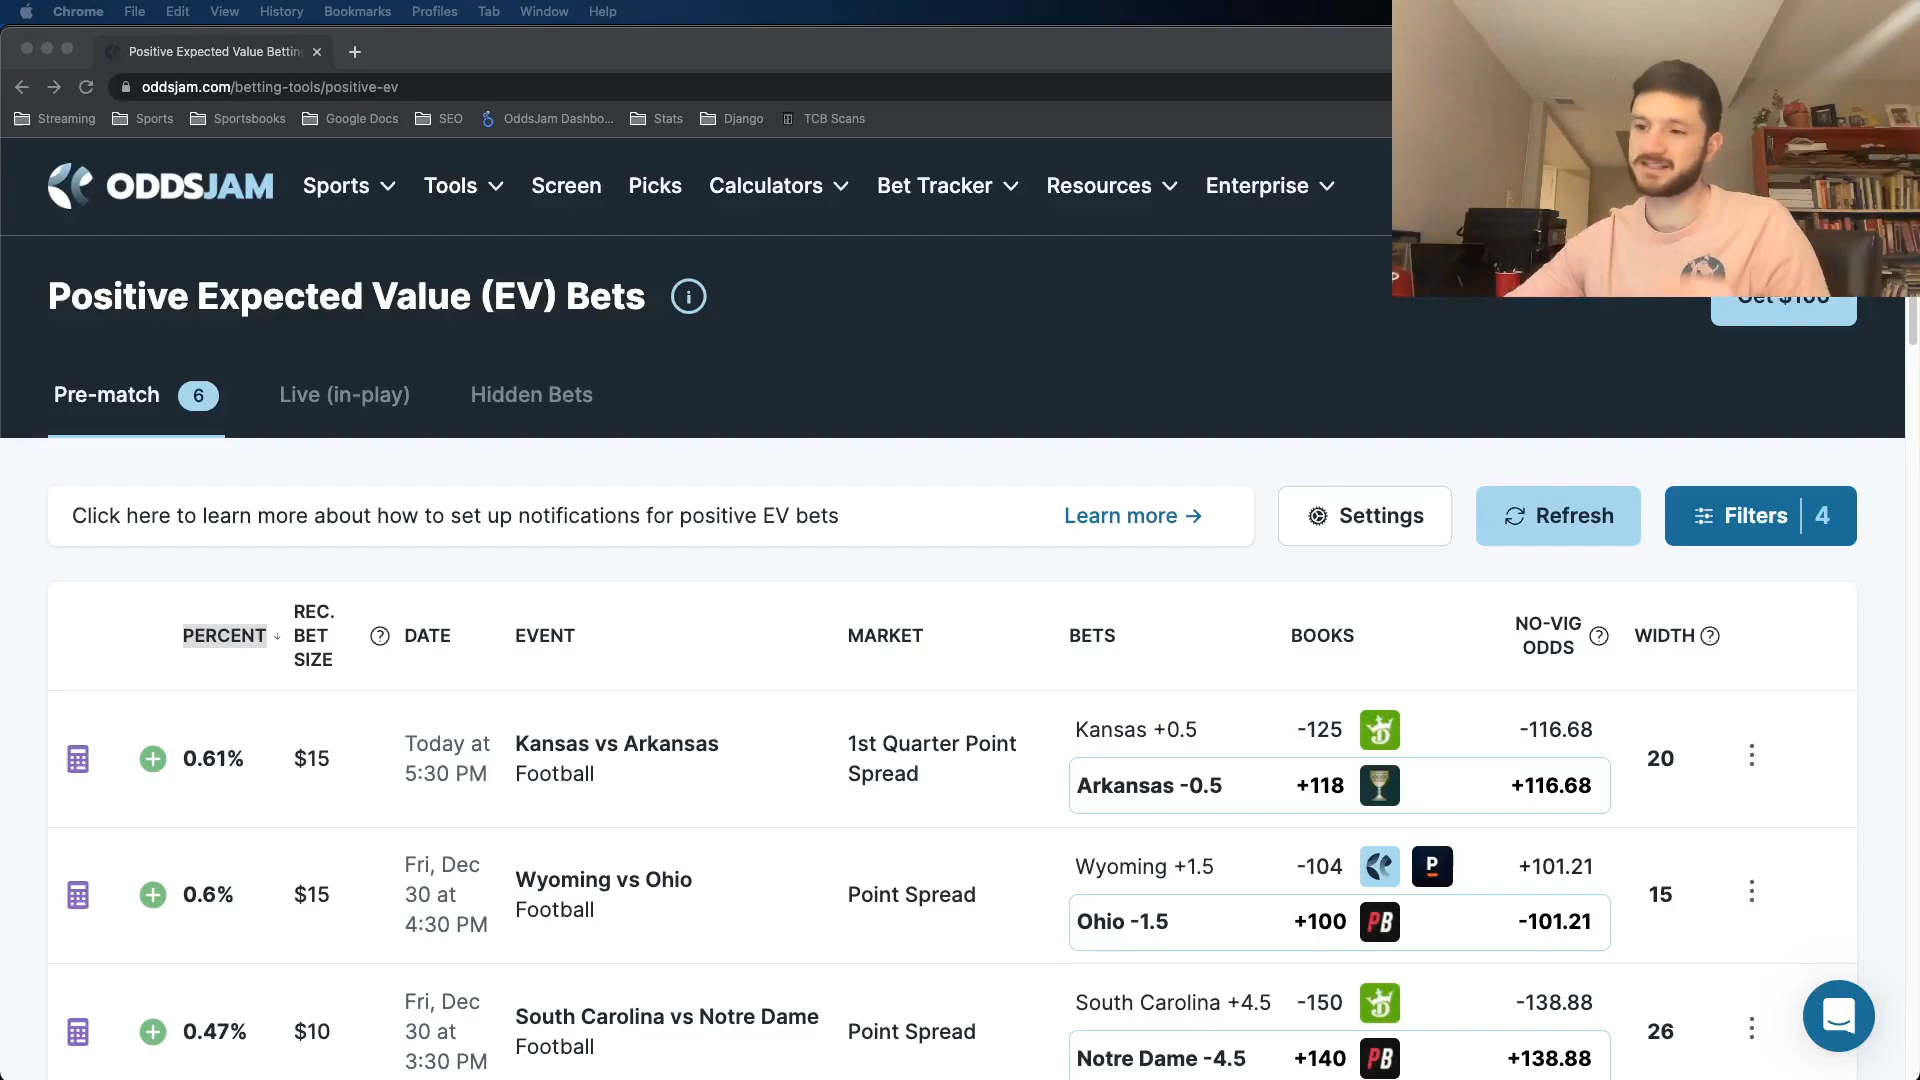 Chrome File Edit View History Bookmarks Profiles Tab Window Help
Positive Expected Value Bettin
oddsjam.com/betting-tools/positive-ev
Streaming Sports Sportsbooks Google Docs SEO OddsJam Dashbo... Stats Django TCB Scans
ODDSJAM Sports Tools Screen Picks Calculators Bet Tracker Resources Enterprise
Positive Expected Value (EV) Bets
Get $100
Pre-match 6 Live (in-play) Hidden Bets
Click here to learn more about how to set up notifications for positive EV bets Learn more → Settings Refresh Filters 4
PERCENT ↓ REC. BET SIZE DATE EVENT MARKET BETS BOOKS NO-VIG ODDS WIDTH
0.61% $15 Today at 5:30 PM
Kansas vs Arkansas
Football
1st Quarter Point Spread
Kansas +0.5 -125 -116.68
Arkansas -0.5 +118 +116.68
20
0.6% $15 Fri, Dec 30 at 4:30 PM
Wyoming vs Ohio
Football
Point Spread
Wyoming +1.5 -104 P +101.21
Ohio -1.5 +100 PB -101.21
15
0.47% $10 Fri, Dec 30 at 3:30 PM
South Carolina vs Notre Dame
Football
Point Spread
South Carolina +4.5 -150 -138.88
Notre Dame -4.5 +140 PB +138.88
26